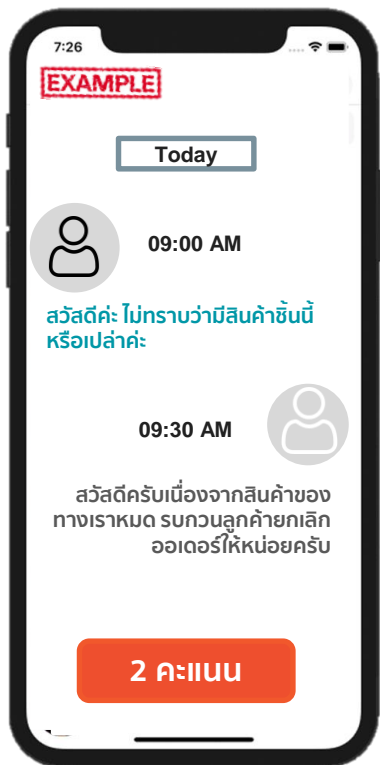 7:26
EXAMPLE
Today
09:00 AM
สวัสดีค่ะ ไม่ทราบว่ามีสินค้าชิ้นนี้
หรือเปล่าค่ะ
09:30 AM
สวัสดีครับเนื่องจากสินค้าของ
ทางเราหมด รบกวนลูกค้ายกเลิก
ออเดอร์ให้หน่อยครับ
2 คะแนน